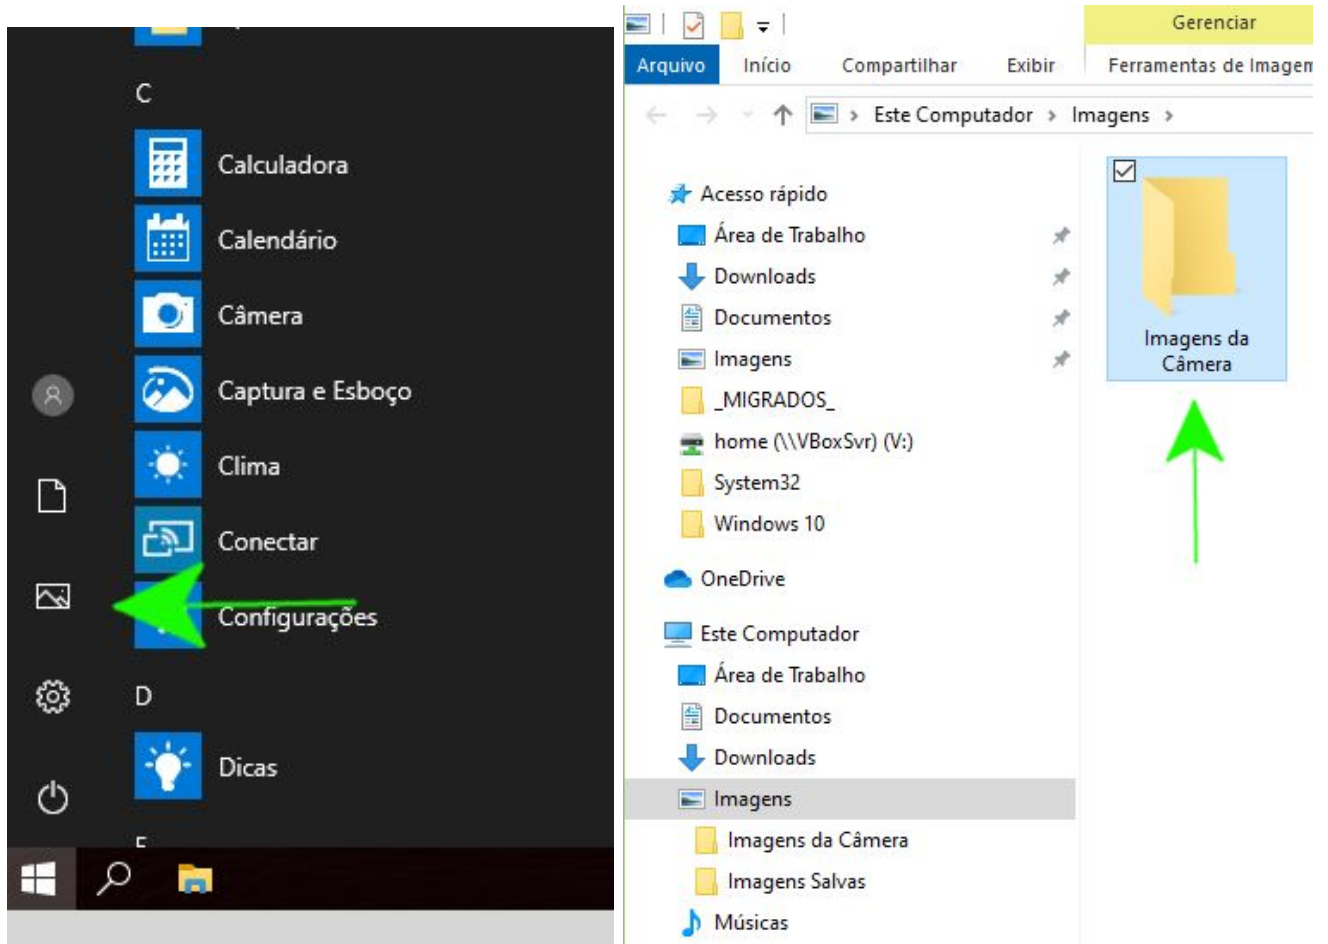 C
Calculadora
Calendário
Câmera
Captura e Esboço
Clima
Conectar
Configurações
D
Dicas
Gerenciar
Arquivo Início Compartilhar Exibir Ferramentas de Imagem
Este Computador Imagens
Acesso rápido
Área de Trabalho
Downloads
Documentos
Imagens
_MIGRADOS_
home (\\VBoxSvr) (V:)
System32
Windows 10
OneDrive
Este Computador
Área de Trabalho
Documentos
Downloads
Imagens
Imagens da Câmera
Imagens Salvas
Músicas
Imagens da
Câmera